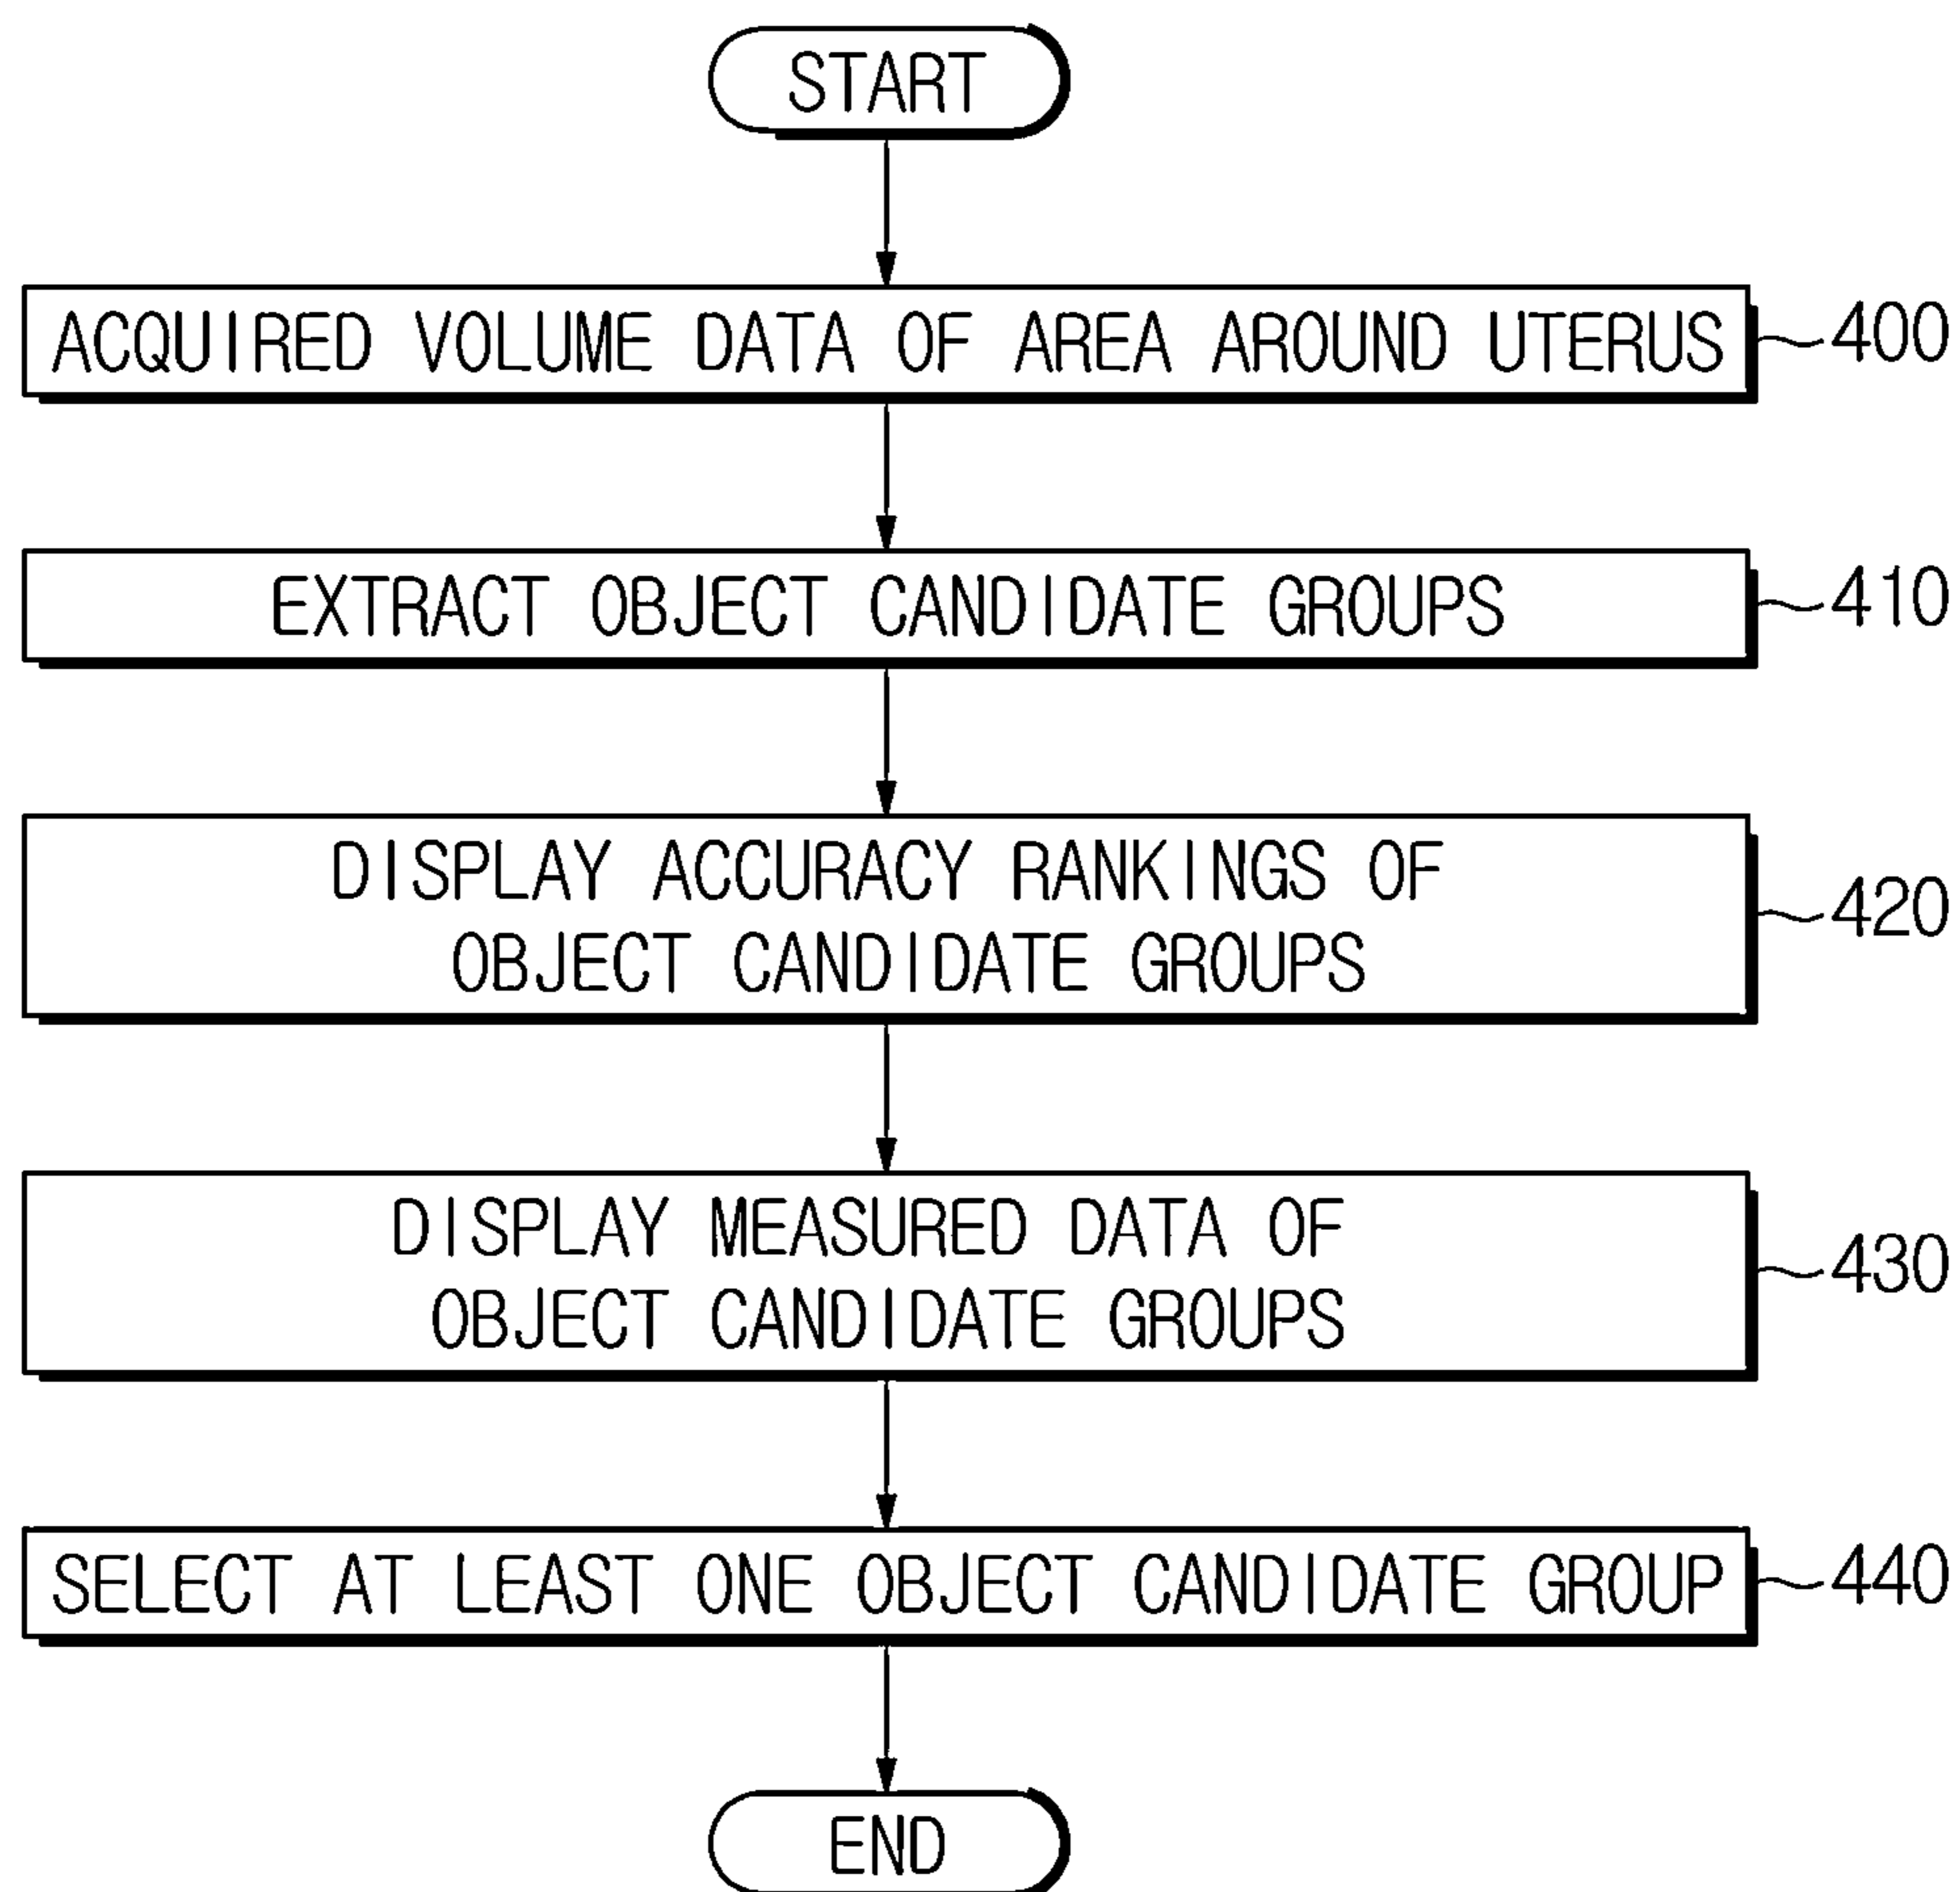 START
ACQUIRED VOLUME DATA OF AREA AROUND UTERUS
400
EXTRACT OBJECT CANDIDATE GROUPS
410
DISPLAY ACCURACY RANKINGS OF
OBJECT CANDIDATE GROUPS
420
DISPLAY MEASURED DATA OF
OBJECT CANDIDATE GROUPS
430
SELECT AT LEAST ONE OBJECT CANDIDATE GROUP
440
END